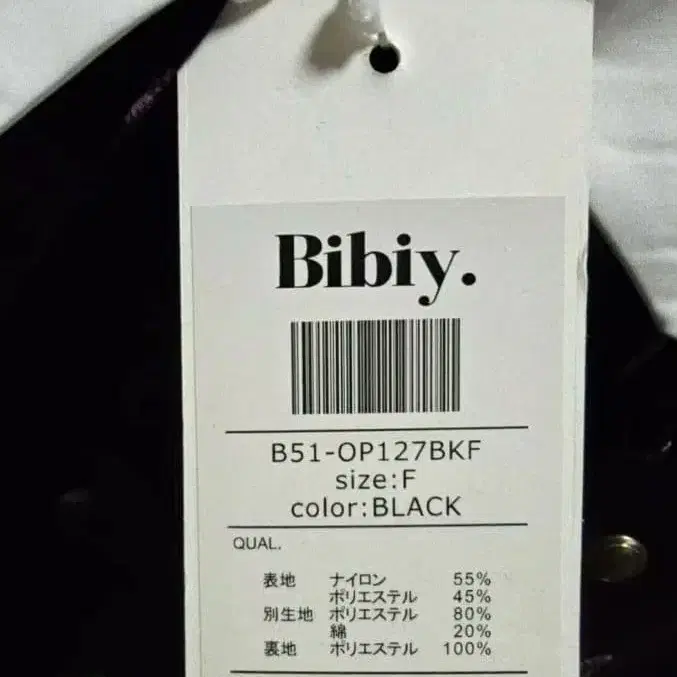 Bibiy.
B51-OP127BKF
size:F
color:BLACK
QUAL.
表地 ナイロン 55%
ポリエステル 45%
別生地 ポリエステル 80%
綿 20%
裏地 ポリエステル 100%